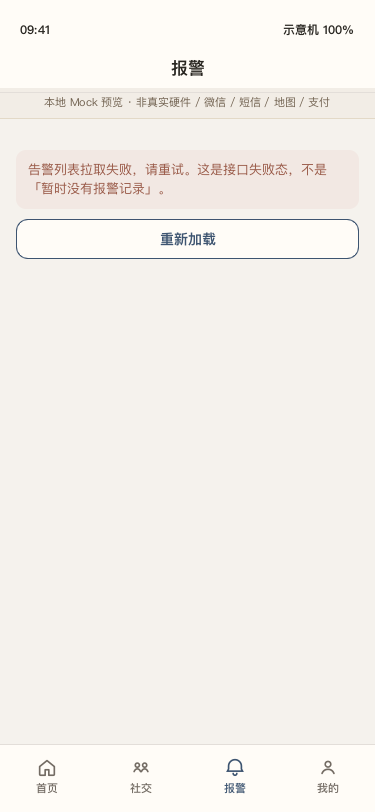 09:41
示意机 100%
报警
本地 Mock 预览 · 非真实硬件 / 微信 / 短信 / 地图 / 支付
告警列表拉取失败，请重试。这是接口失败态，不是
「暂时没有报警记录」。
重新加载
首页
社交
报警
我的